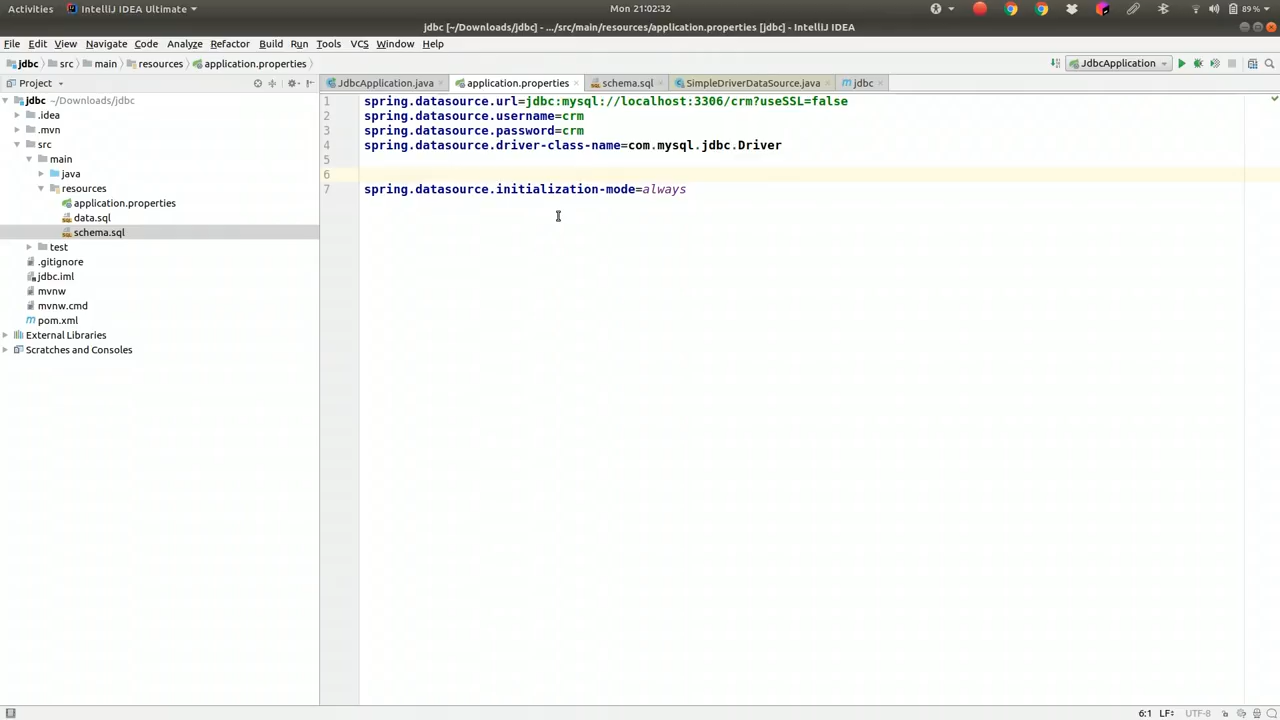 Activities
IntelliJ IDEA Ultimate
Mon 21:02:32
89%
jdbc [~/Downloads/jdbc] - .../src/main/resources/application.properties [jdbc] - IntelliJ IDEA
File Edit View Navigate Code Analyze Refactor Build Run Tools VCS Window Help
jdbc src main resources application.properties
JdbcApplication
Project
JdbcApplication.java application.properties schema.sql SimpleDriverDataSource.java jdbc
jdbc ~/Downloads/jdbc
.idea
.mvn
src
main
java
resources
application.properties
data.sql
schema.sql
test
.gitignore
jdbc.iml
mvnw
mvnw.cmd
pom.xml
External Libraries
Scratches and Consoles
1 spring.datasource.url=jdbc:mysql://localhost:3306/crm?useSSL=false
2 spring.datasource.username=crm
3 spring.datasource.password=crm
4 spring.datasource.driver-class-name=com.mysql.jdbc.Driver
5
6
7 spring.datasource.initialization-mode=always
6:1 LF UTF-8